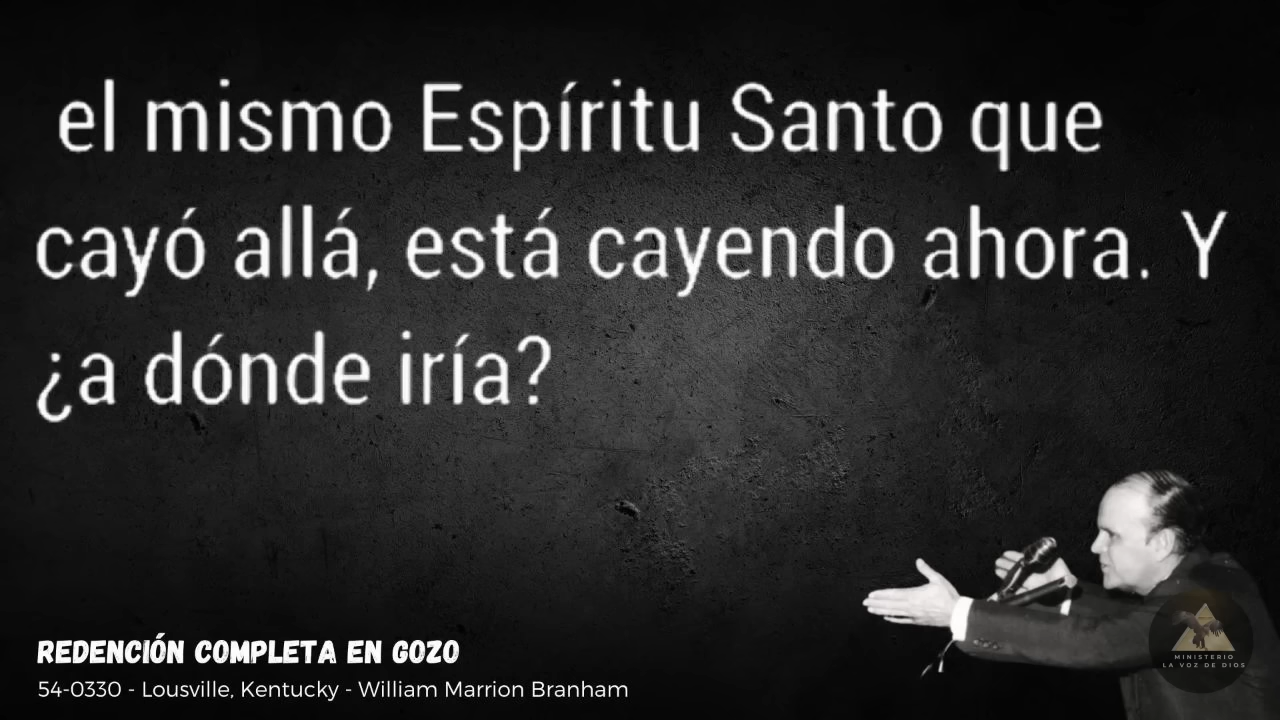 el mismo Espíritu Santo que
cayó allá, está cayendo ahora. Y
¿a dónde iría?
REDENCIÓN COMPLETA EN GOZO
54-0330 - Lousville, Kentucky - William Marrion Branham
MINISTERIO
LA VOZ DE DIOS